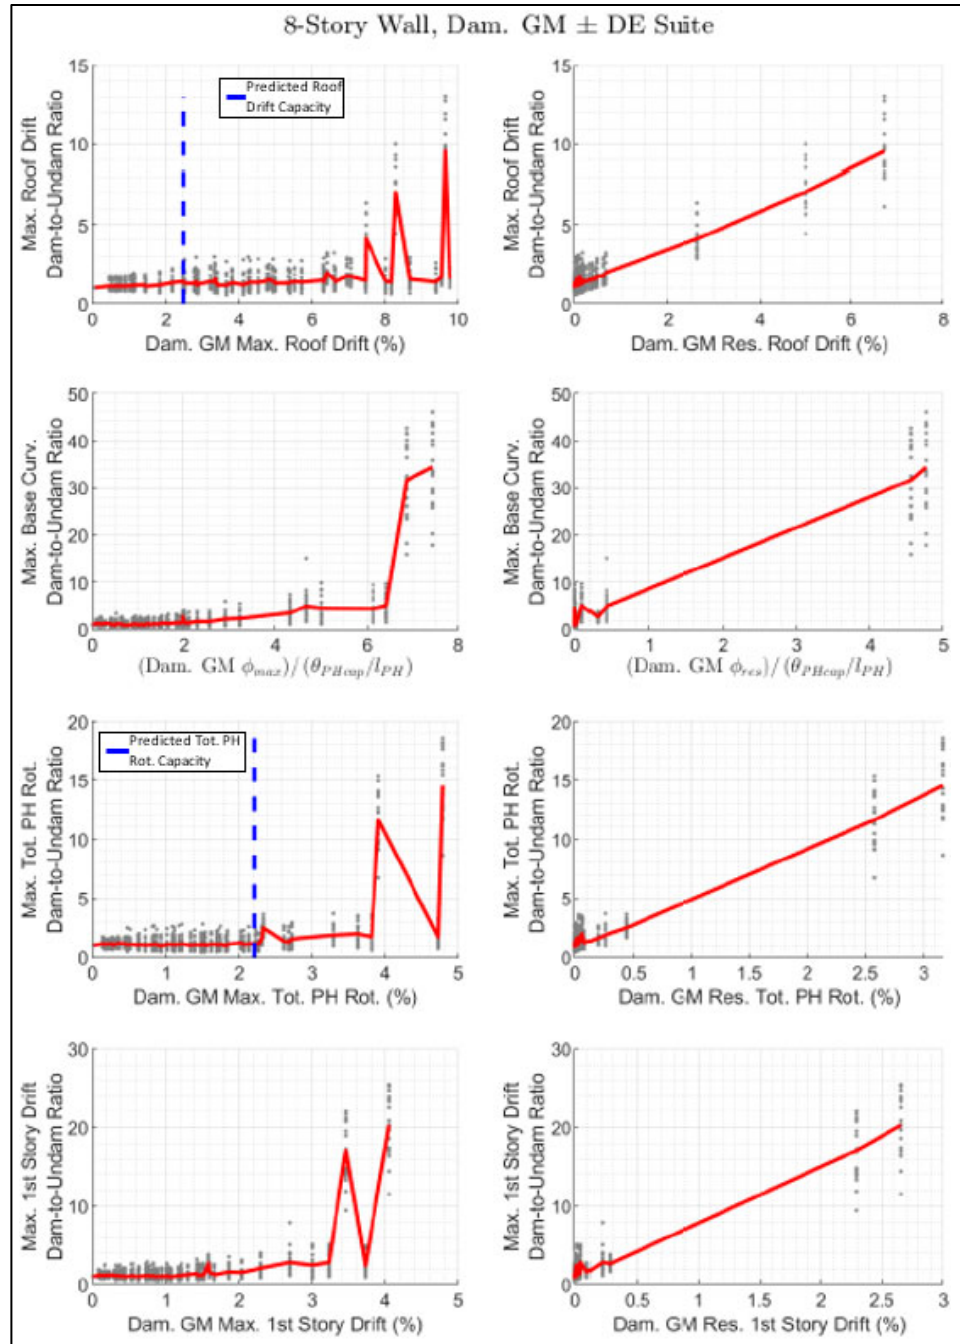 8-Story Wall, Dam. GM ± DE Suite
Max. Roof Drift
Dam-to-Undam Ratio
15
10
5
0
Predicted Roof
Drift Capacity
0 2 4 6 8 10
Dam. GM Max. Roof Drift (%)
Max. Roof Drift
Dam-to-Undam Ratio
15
10
5
0
0 2 4 6 8
Dam. GM Res. Roof Drift (%)
Max. Base Curv.
Dam-to-Undam Ratio
50
40
30
20
10
0
0 2 4 6 8
(Dam. GM ϕmax)/(θPHcap/lPH)
Max. Base Curv.
Dam-to-Undam Ratio
50
40
30
20
10
0
0 1 2 3 4 5
(Dam. GM ϕres)/(θPHcap/lPH)
Max. Tot. PH Rot.
Dam-to-Undam Ratio
20
15
10
5
0
Predicted Tot. PH
Rot. Capacity
0 1 2 3 4 5
Dam. GM Max. Tot. PH Rot. (%)
Max. Tot. PH Rot.
Dam-to-Undam Ratio
20
15
10
5
0
0 0.5 1 1.5 2 2.5 3
Dam. GM Res. Tot. PH Rot. (%)
Max. 1st Story Drift
Dam-to-Undam Ratio
30
20
10
0
0 1 2 3 4 5
Dam. GM Max. 1st Story Drift (%)
Max. 1st Story Drift
Dam-to-Undam Ratio
30
20
10
0
0 0.5 1 1.5 2 2.5 3
Dam. GM Res. 1st Story Drift (%)